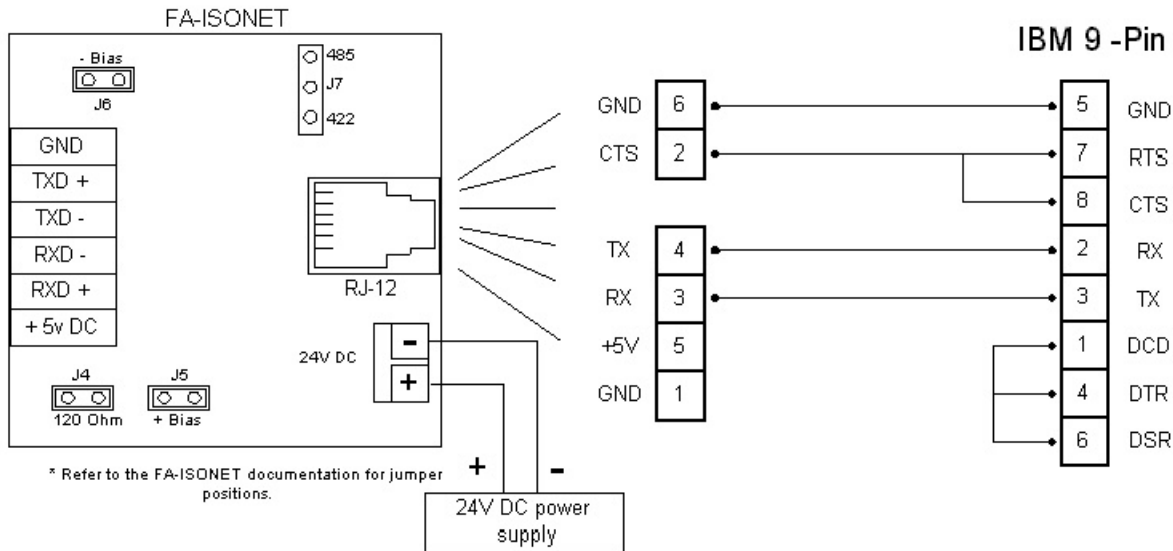 FA-ISONET
- Bias
J6
485
J7
422
GND
TXD +
TXD -
RXD -
RXD +
+ 5v DC
RJ-12
24V DC
-
+
J4
120 Ohm
J5
+ Bias
* Refer to the FA-ISONET documentation for jumper
positions.
+
-
24V DC power
supply
GND 6
CTS 2
TX 4
RX 3
+5V 5
GND 1
IBM 9 -Pin
5 GND
7 RTS
8 CTS
2 RX
3 TX
1 DCD
4 DTR
6 DSR